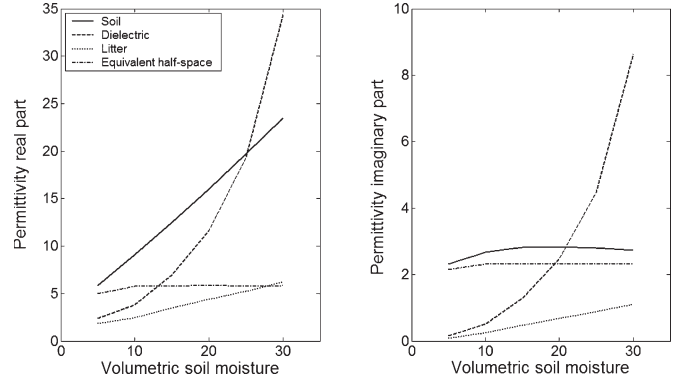 35
30
25
20
15
10
5
0
Permittivity real part
Soil
Dielectric
Litter
Equivalent half-space
0 10 20 30
Volumetric soil moisture
10
8
6
4
2
0
Permittivity imaginary part
0 10 20 30
Volumetric soil moisture